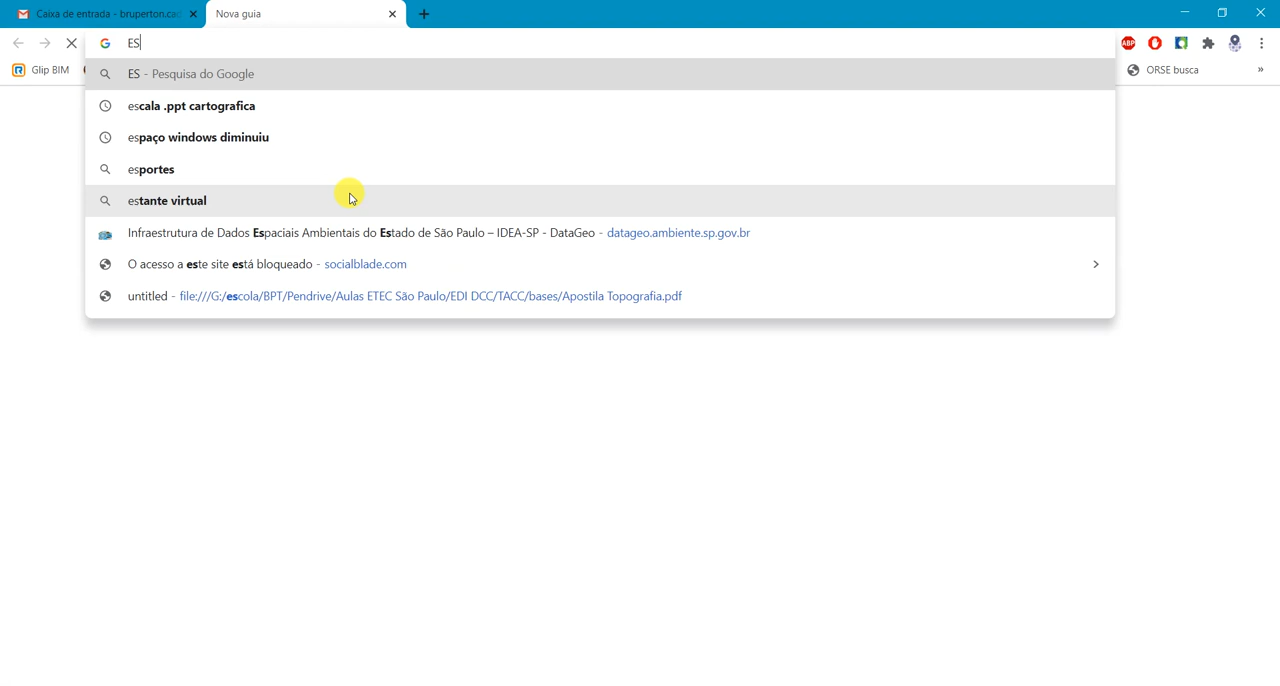 Caixa de entrada - bruperton.cac
Nova guia
ES
Glip BIM
ABP
ORSE busca
»
ES - Pesquisa do Google
escala .ppt cartografica
espaço windows diminuiu
esportes
estante virtual
Infraestrutura de Dados Espaciais Ambientais do Estado de São Paulo – IDEA-SP - DataGeo - datageo.ambiente.sp.gov.br
O acesso a este site está bloqueado - socialblade.com
untitled - file:///G:/escola/BPT/Pendrive/Aulas ETEC São Paulo/EDI DCC/TACC/bases/Apostila Topografia.pdf